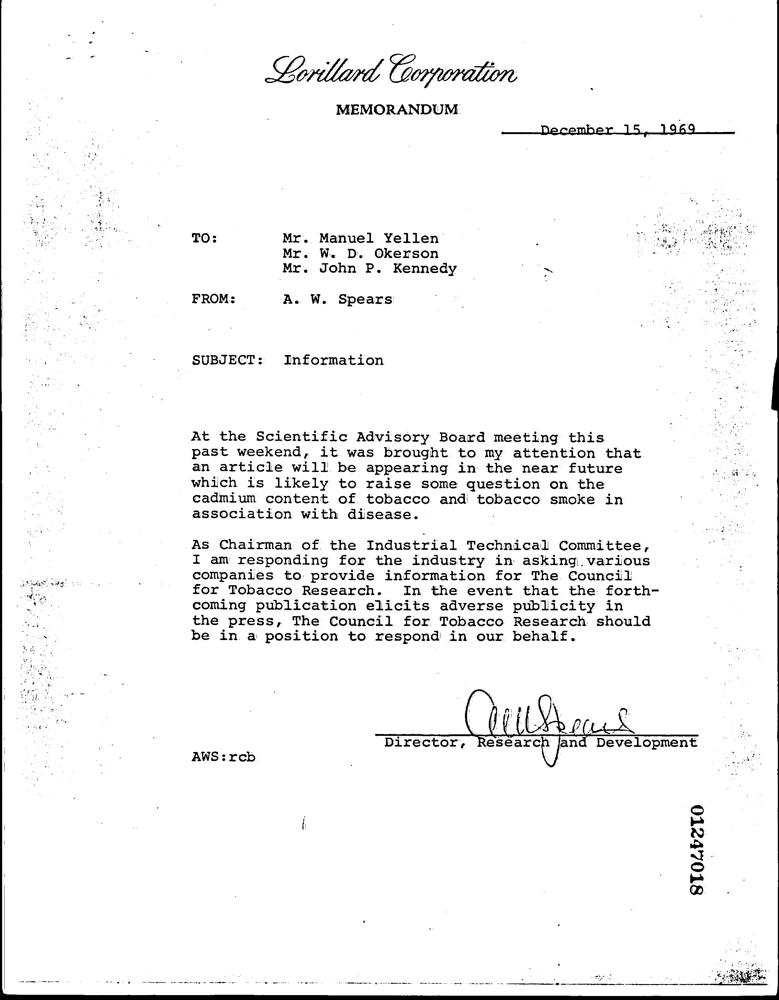 Lorillard Corporation
MEMORANDUM
December 15, 1969
TO: Mr. Manuel Yellen
Mr. W. D. Okerson
Mr. John P. Kennedy
FROM: A. W. Spears
SUBJECT: Information
At the Scientific Advisory Board meeting this
past weekend, it was brought to my attention that
an article will be appearing in the near future
which is likely to raise some question on the
cadmium content of tobacco and tobacco smoke in
association with disease.
As Chairman of the Industrial Technical Committee,
I am responding for the industry in asking various
companies to provide information for The Council
for Tobacco Research. In the event that the forth-
coming publication elicits adverse publicity in
the press, The Council for Tobacco Research should
be in a position to respond in our behalf.
AWSpears
Director, Research and Development
AWS:rcb
01247018